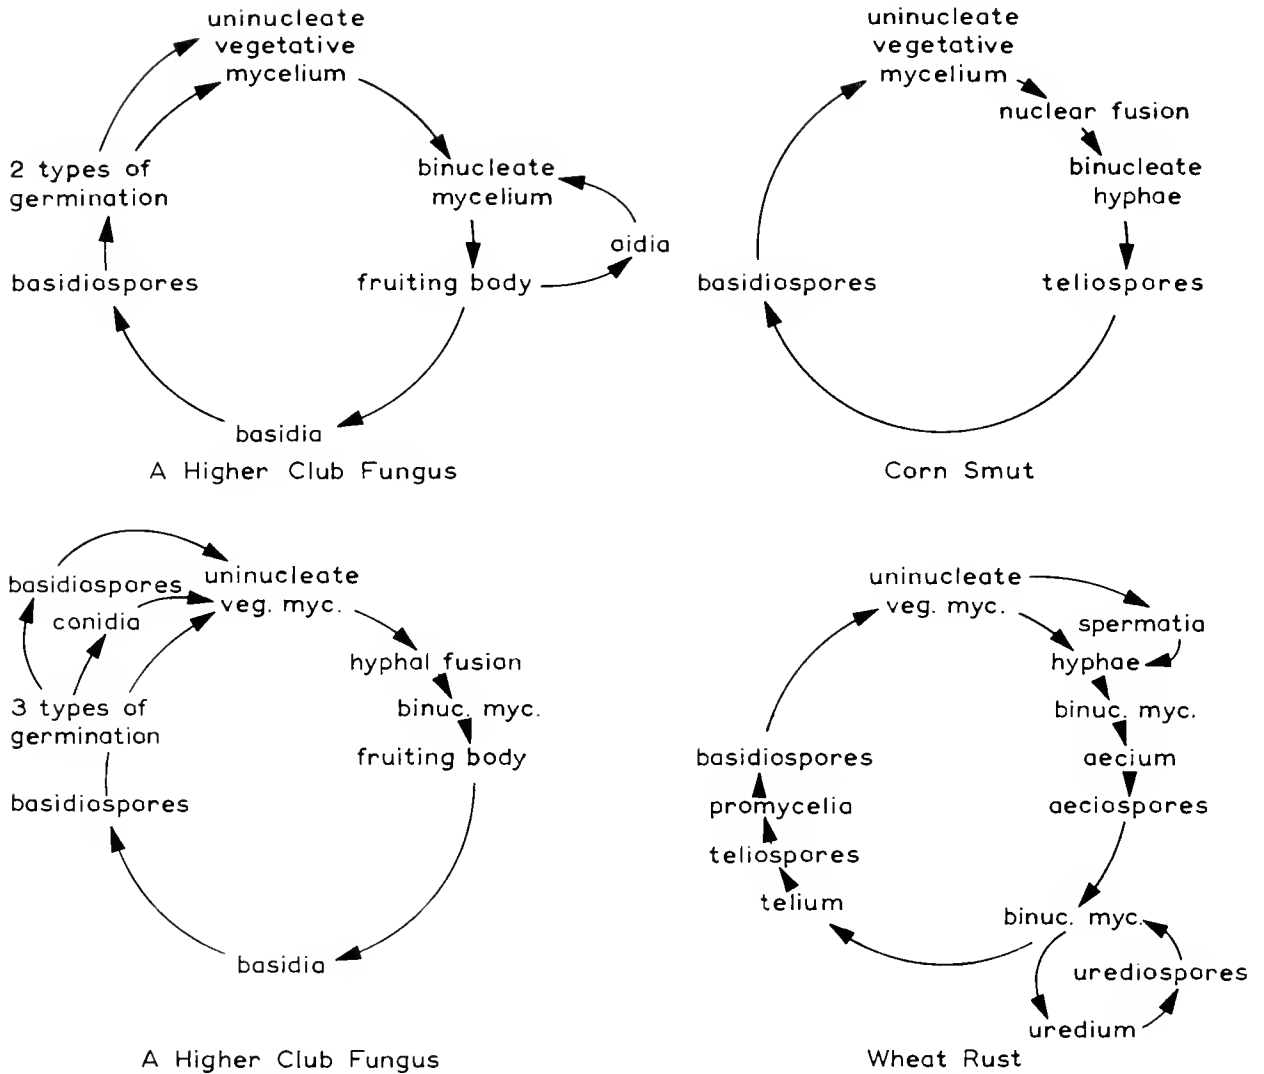 uninucleate
vegetative
mycelium
2 types of
germination
binucleate
mycelium
oidia
basidiospores
fruiting body
basidia
A Higher Club Fungus
uninucleate
vegetative
mycelium
nuclear fusion
binucleate
hyphae
basidiospores
teliospores
Corn Smut
basidiospores
uninucleate
veg. myc.
conidia
hyphal fusion
3 types of
germination
binuc. myc.
fruiting body
basidiospores
basidia
A Higher Club Fungus
uninucleate
veg. myc.
spermatia
hyphae
binuc. myc.
basidiospores
aecium
promycelia
aeciospores
teliospores
telium
binuc. myc.
urediospores
uredium
Wheat Rust